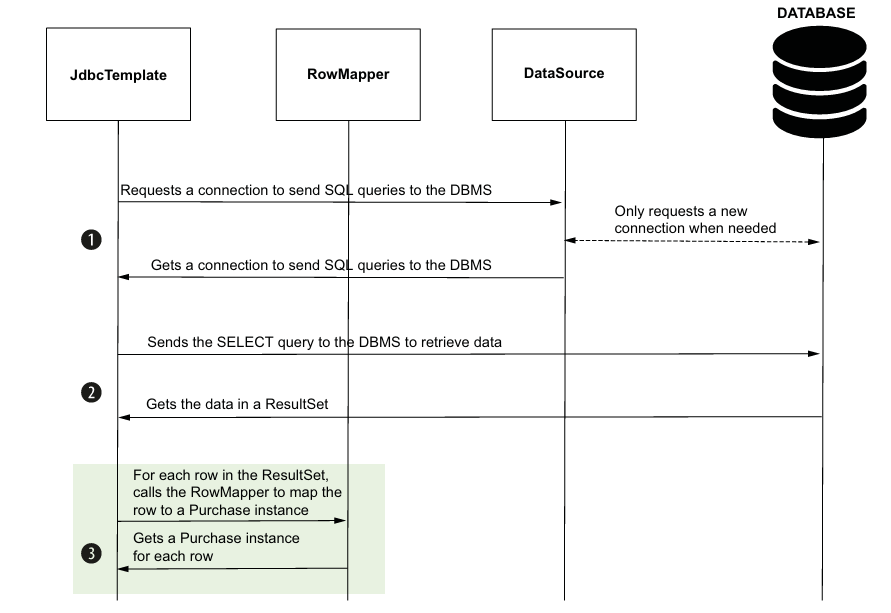 DATABASE
JdbcTemplate
RowMapper
DataSource
Requests a connection to send SQL queries to the DBMS
Only requests a new
connection when needed
1
Gets a connection to send SQL queries to the DBMS
Sends the SELECT query to the DBMS to retrieve data
2
Gets the data in a ResultSet
For each row in the ResultSet,
calls the RowMapper to map the
row to a Purchase instance
Gets a Purchase instance
3
for each row